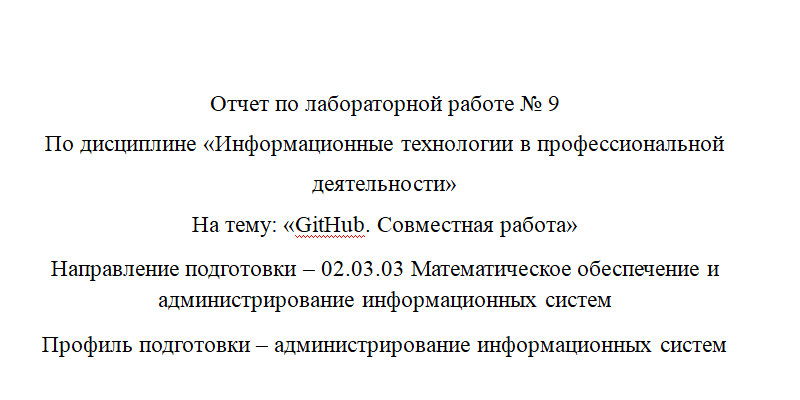 Отчет по лабораторной работе № 9
По дисциплине «Информационные технологии в профессиональной
деятельности»
На тему: «GitHub. Совместная работа»
Направление подготовки – 02.03.03 Математическое обеспечение и
администрирование информационных систем
Профиль подготовки – администрирование информационных систем